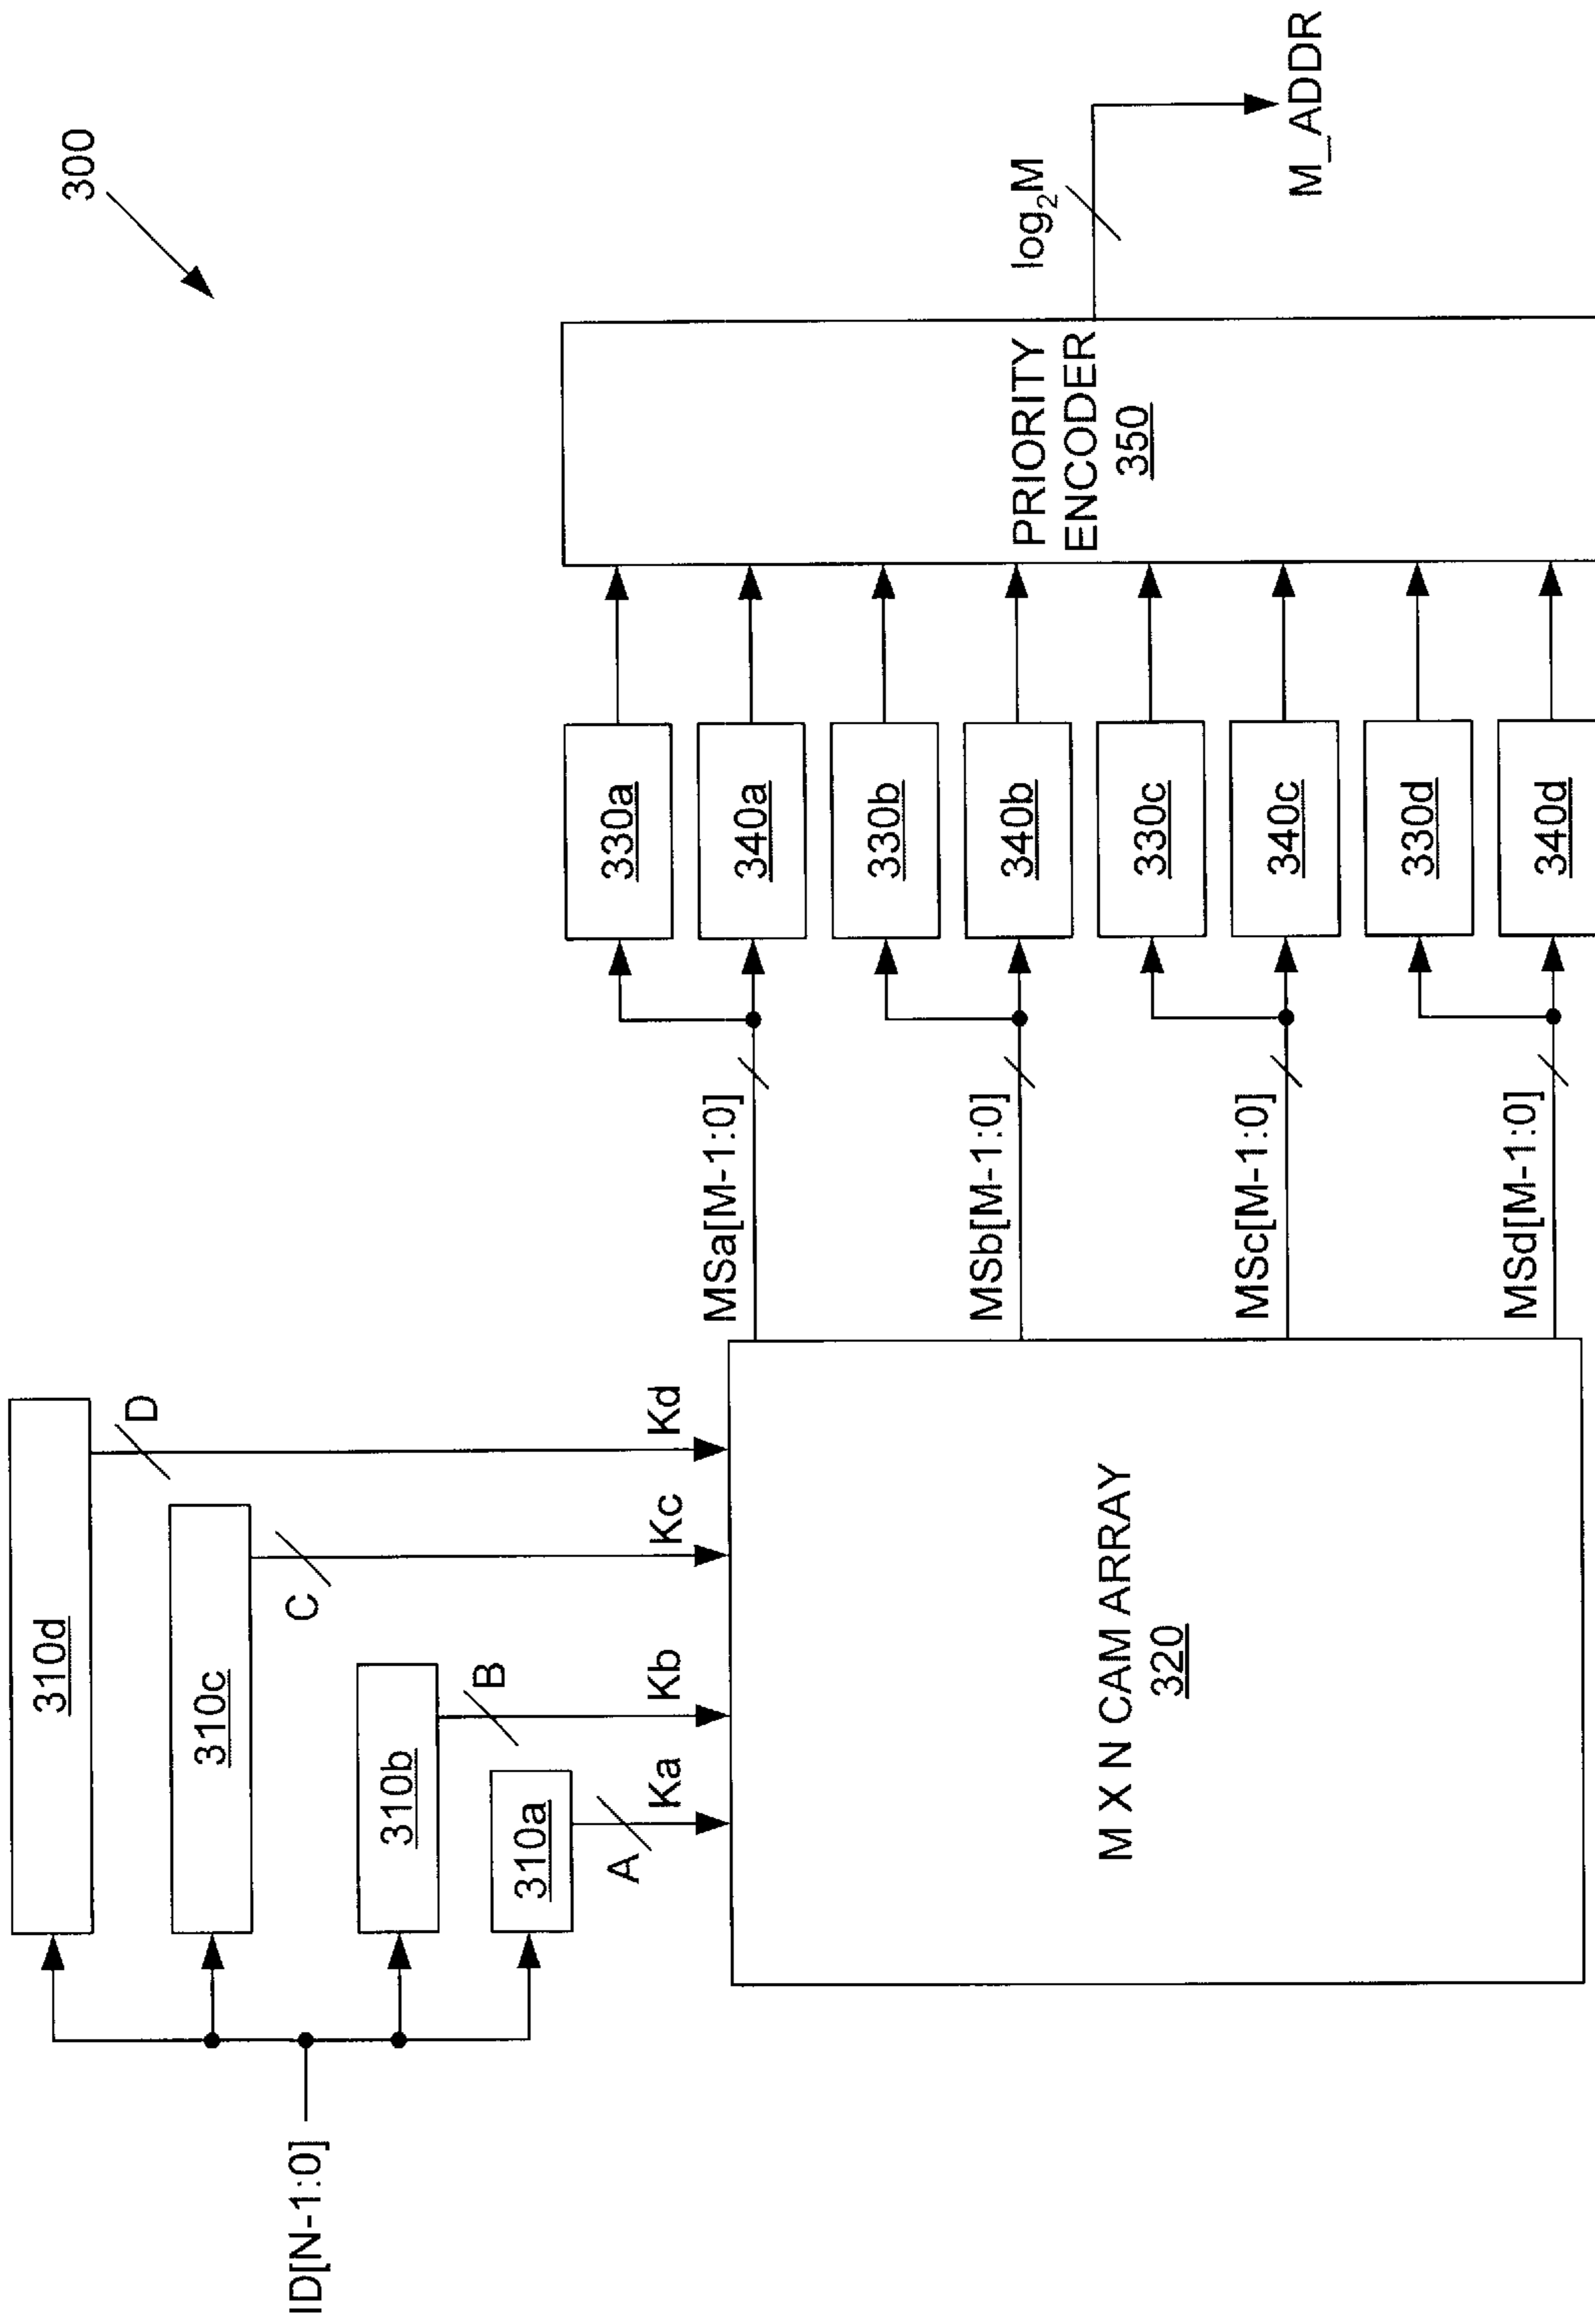 300
310d
D
310c
C
310b
B
310a
A
ID[N-1:0]
Ka
Kb
Kc
Kd
M X N CAM ARRAY
320
MSa[M-1:0]
MSb[M-1:0]
MSc[M-1:0]
MSd[M-1:0]
330a
340a
330b
340b
330c
340c
330d
340d
PRIORITY
ENCODER
350
log₂M
M_ADDR